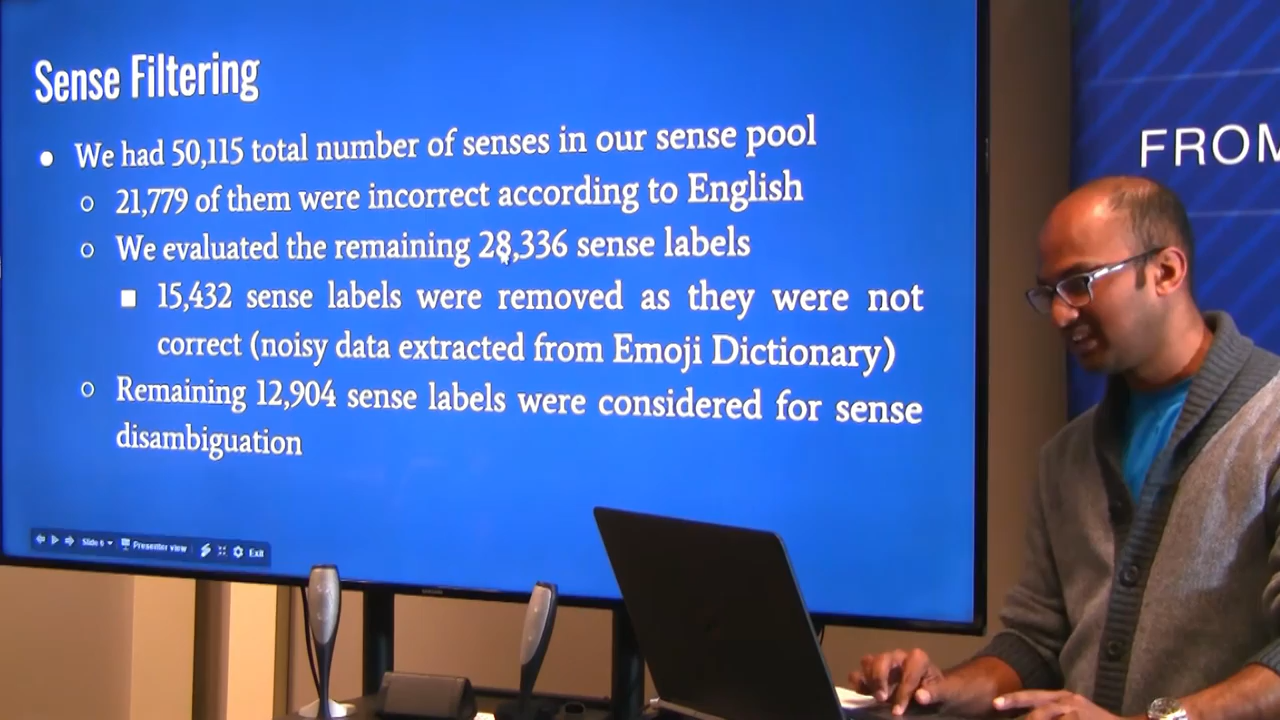 Sense Filtering
● We had 50,115 total number of senses in our sense pool
○ 21,779 of them were incorrect according to English
○ We evaluated the remaining 28,336 sense labels
■ 15,432 sense labels were removed as they were not
correct (noisy data extracted from Emoji Dictionary)
○ Remaining 12,904 sense labels were considered for sense
disambiguation
Slide 6 Presenter view Exit
SAMSUNG
FROM